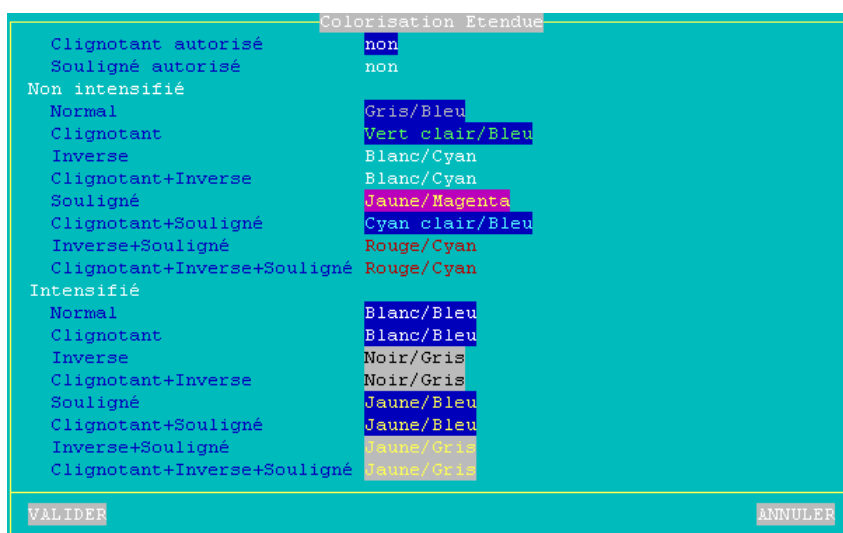 Colorisation Etendue
Clignotant autorisé non
Souligné autorisé non
Non intensifié
Normal Gris/Bleu
Clignotant Vert clair/Bleu
Inverse Blanc/Cyan
Clignotant+Inverse Blanc/Cyan
Souligné Jaune/Magenta
Clignotant+Souligné Cyan clair/Bleu
Inverse+Souligné Rouge/Cyan
Clignotant+Inverse+Souligné Rouge/Cyan
Intensifié
Normal Blanc/Bleu
Clignotant Blanc/Bleu
Inverse Noir/Gris
Clignotant+Inverse Noir/Gris
Souligné Jaune/Bleu
Clignotant+Souligné Jaune/Bleu
Inverse+Souligné Jaune/Gris
Clignotant+Inverse+Souligné Jaune/Gris
VALIDER ANNULER